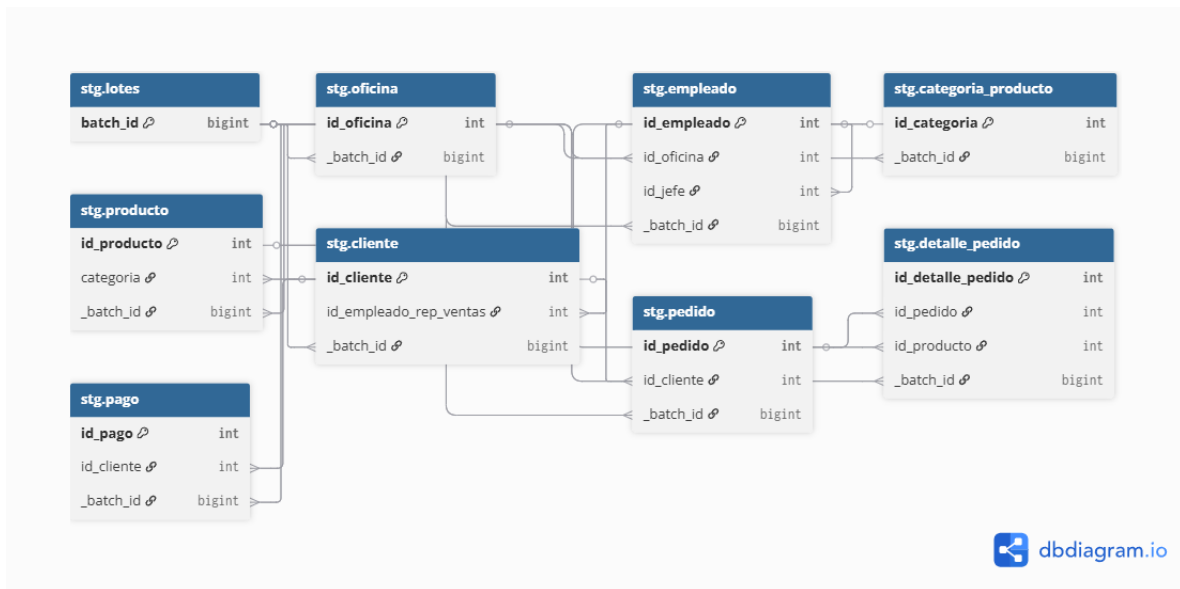 stg.lotes
batch_id bigint
stg.oficina
id_oficina int
_batch_id bigint
stg.empleado
id_empleado int
id_oficina int
id_jefe int
_batch_id bigint
stg.categoria_producto
id_categoria int
_batch_id bigint
stg.producto
id_producto int
categoria int
_batch_id bigint
stg.cliente
id_cliente int
id_empleado_rep_ventas int
_batch_id bigint
stg.pedido
id_pedido int
id_cliente int
_batch_id bigint
stg.detalle_pedido
id_detalle_pedido int
id_pedido int
id_producto int
_batch_id bigint
stg.pago
id_pago int
id_cliente int
_batch_id bigint
dbdiagram.io